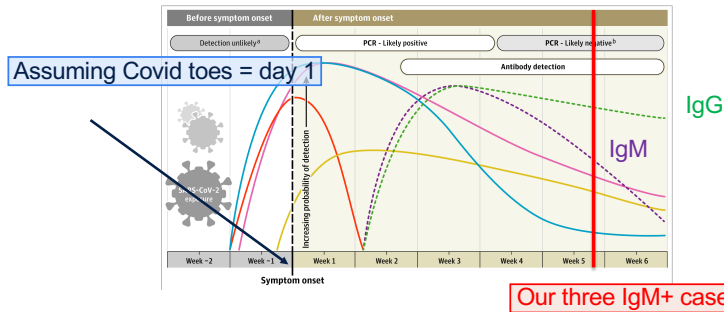 Before symptom onset
After symptom onset
Detection unlikely a
PCR - Likely positive
PCR - Likely negative b
Antibody detection
Assuming Covid toes = day 1
IgG
IgM
SARS-CoV-2
exposure
Increasing probability of detection
Week -2
Week -1
Week 1
Week 2
Week 3
Week 4
Week 5
Week 6
Symptom onset
Our three IgM+ case